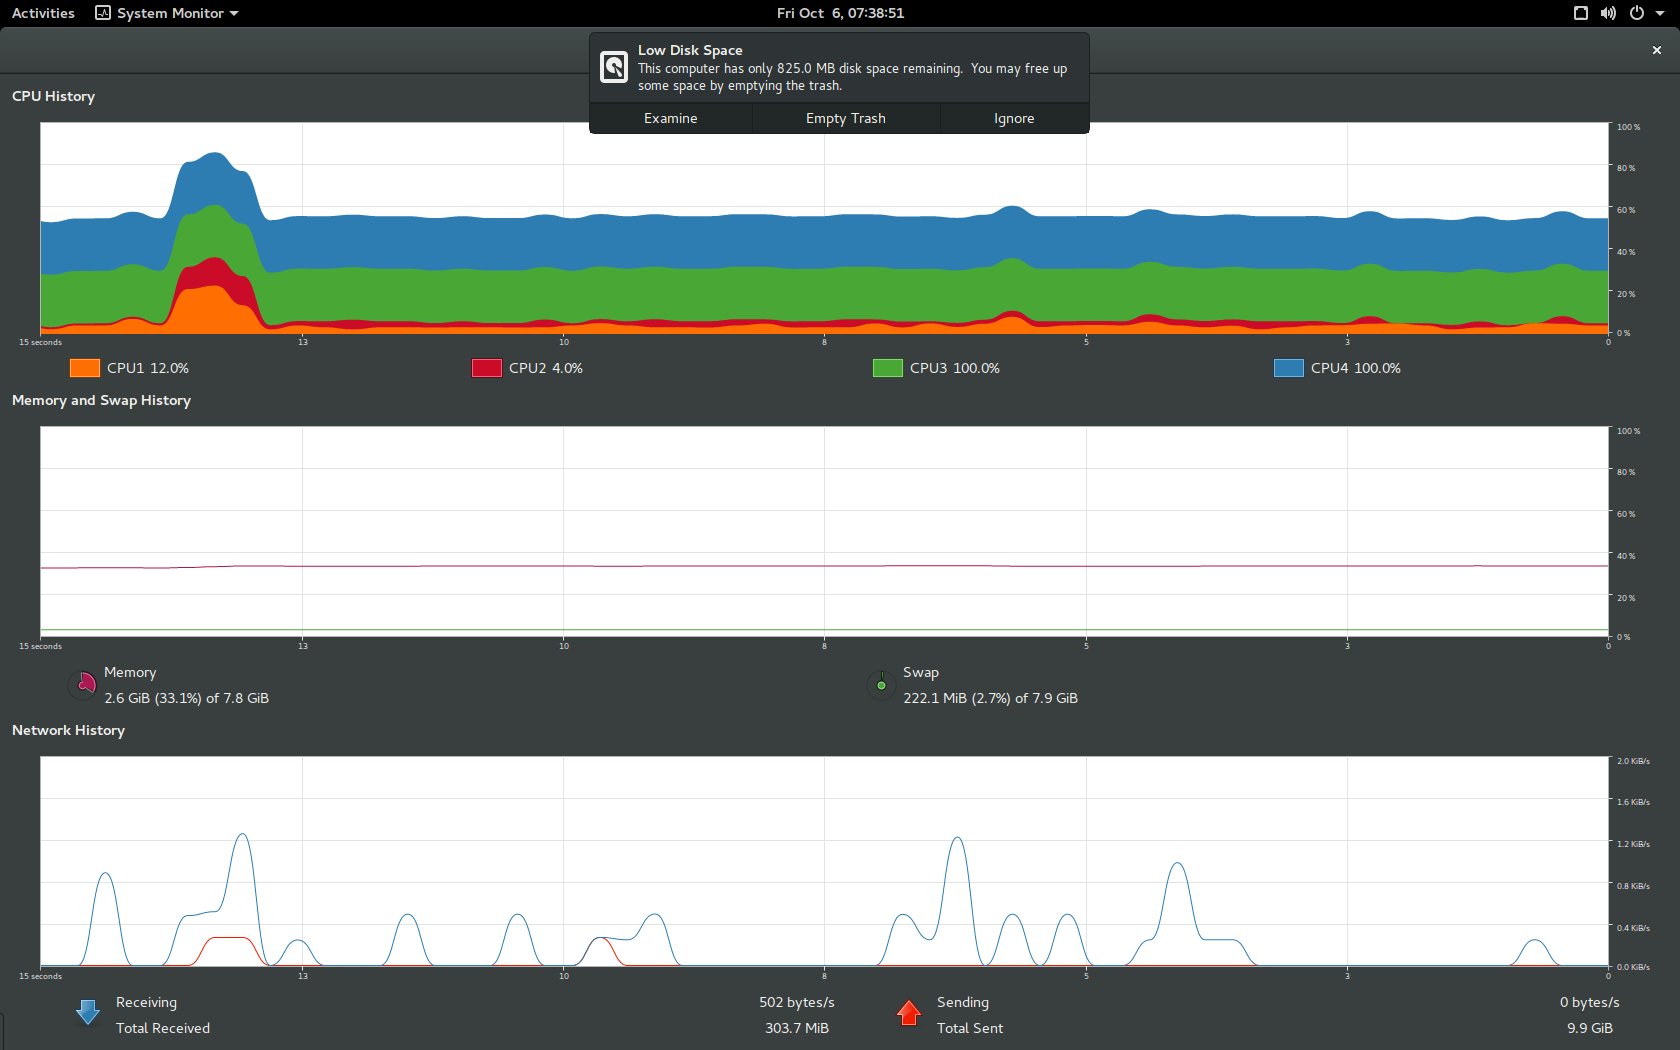 Activities System Monitor Fri Oct 6, 07:38:51
Low Disk Space
This computer has only 825.0 MB disk space remaining. You may free up
some space by emptying the trash.
Examine Empty Trash Ignore
CPU History
100 %
80 %
60 %
40 %
20 %
0 %
15 seconds 13 10 8 5 3 0
CPU1 12.0% CPU2 4.0% CPU3 100.0% CPU4 100.0%
Memory and Swap History
100 %
80 %
60 %
40 %
20 %
0 %
15 seconds 13 10 8 5 3 0
Memory Swap
2.6 GiB (33.1%) of 7.8 GiB 222.1 MiB (2.7%) of 7.9 GiB
Network History
2.0 KiB/s
1.6 KiB/s
1.2 KiB/s
0.8 KiB/s
0.4 KiB/s
0.0 KiB/s
15 seconds 13 10 8 5 3 0
Receiving 502 bytes/s Sending 0 bytes/s
Total Received 303.7 MiB Total Sent 9.9 GiB